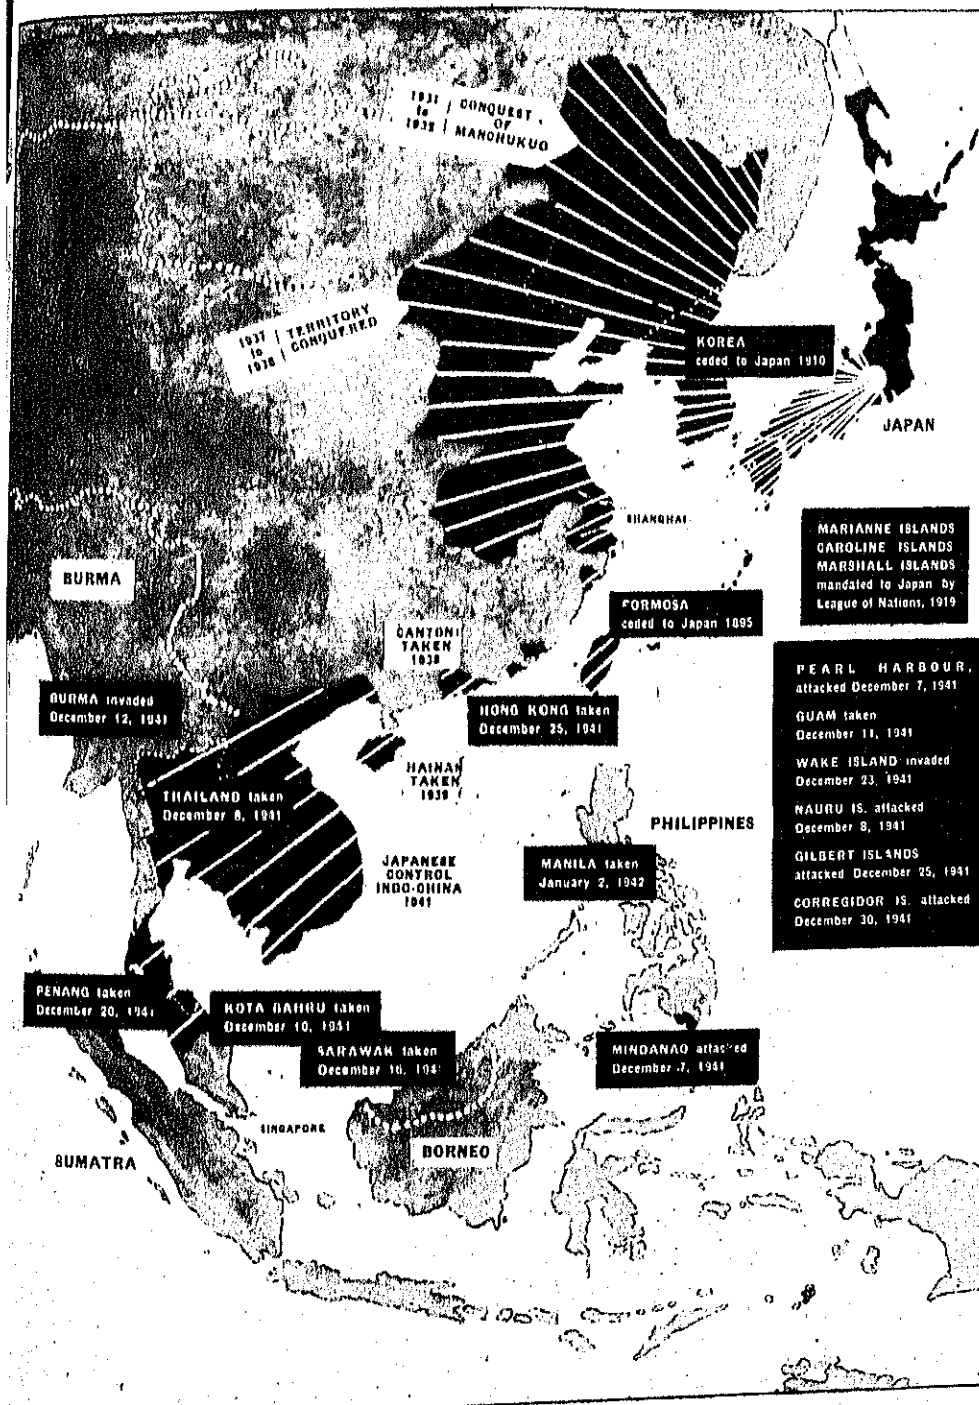 1931 to 1932 CONQUEST OF MANCHUKUO
1937 to 1938 TERRITORY CONQUERED
KOREA
ceded to Japan 1910
JAPAN
SHANGHAI
MARIANNE ISLANDS
CAROLINE ISLANDS
MARSHALL ISLANDS
mandated to Japan by
League of Nations, 1919
BURMA
FORMOSA
ceded to Japan 1895
CANTON
TAKEN
1938
PEARL HARBOUR
attacked December 7, 1941
GUAM taken
December 11, 1941
WAKE ISLAND invaded
December 23, 1941
NAURU IS. attacked
December 8, 1941
GILBERT ISLANDS
attacked December 25, 1941
CORREGIDOR IS. attacked
December 30, 1941
BURMA invaded
December 12, 1941
HONG KONG taken
December 25, 1941
HAINAN
TAKEN
1939
THAILAND taken
December 8, 1941
PHILIPPINES
JAPANESE
CONTROL
INDO-CHINA
1941
MANILA taken
January 2, 1942
PENANG taken
December 20, 1941
KOTA BAHRU taken
December 10, 1941
SARAWAK taken
December 16, 194
MINDANAO attacked
December 7, 1941
SINGAPORE
BORNEO
SUMATRA